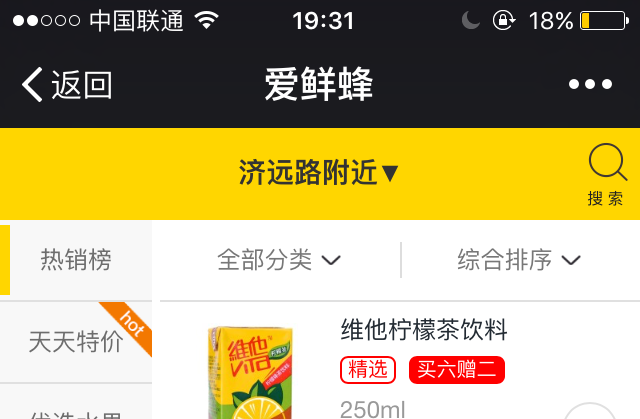 中国联通 19:31 18%
返回 爱鲜蜂
济远路附近▼
搜索
热销榜
全部分类 综合排序
天天特价 hot
维他柠檬茶饮料
精选 买六赠二
250ml
維他